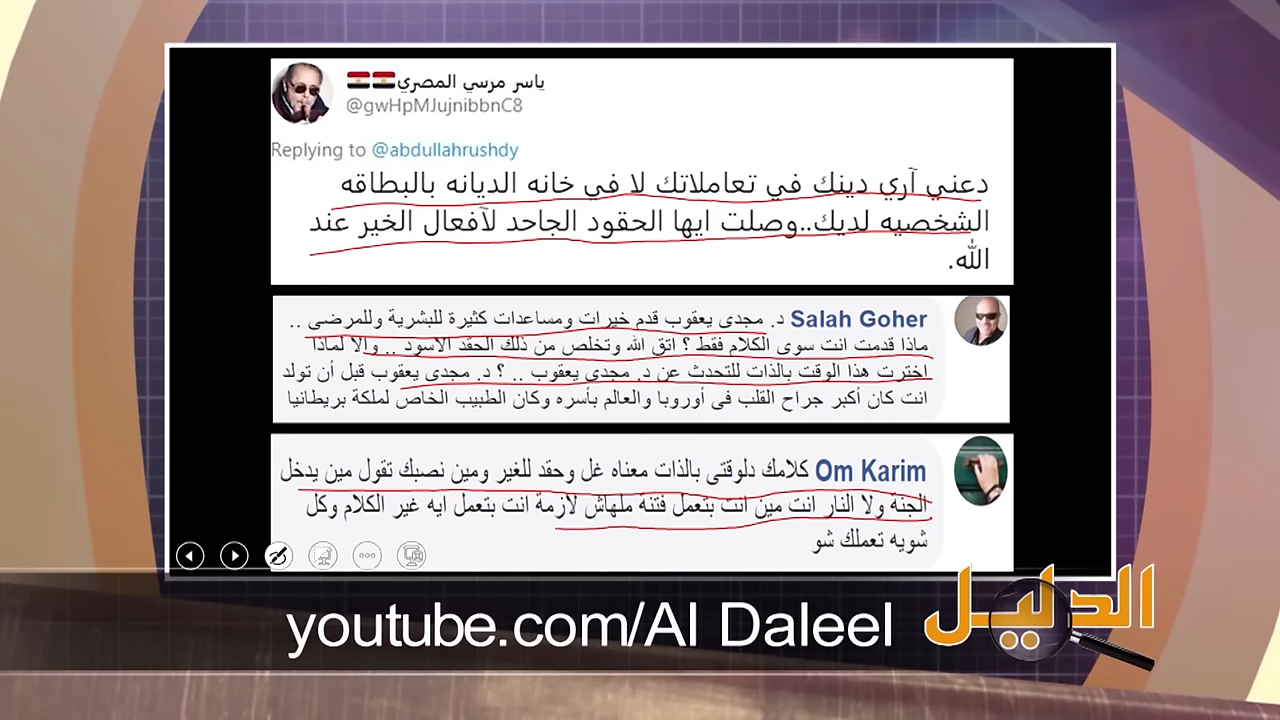 ياسر مرسي المصري
@gwHpMJujnibbnC8
Replying to @abdullahrushdy
دعني آري دينك في تعاملاتك لا في خانه الديانه بالبطاقه
الشخصيه لديك..وصلت ايها الحقود الجاحد لآفعال الخير عند
الله.
Salah Goher د. مجدى يعقوب قدم خيرات ومساعدات كثيرة للبشرية وللمرضى ..
ماذا قدمت انت سوى الكلام فقط ؟ اتق الله وتخلص من ذلك الحقد الأسود .. وإلا لماذا
اخترت هذا الوقت بالذات للتحدث عن د. مجدى يعقوب .. ؟ د. مجدى يعقوب قبل أن تولد
انت كان أكبر جراح القلب فى أوروبا والعالم بأسره وكان الطبيب الخاص لملكة بريطانيا
Om Karim كلامك دلوقتى بالذات معناه غل وحقد للغير ومين نصبك تقول مين يدخل
الجنة ولا النار انت مين انت بتعمل فتنة ملهاش لازمة انت بتعمل ايه غير الكلام وكل
شويه تعملك شو
youtube.com/Al Daleel
الدليل